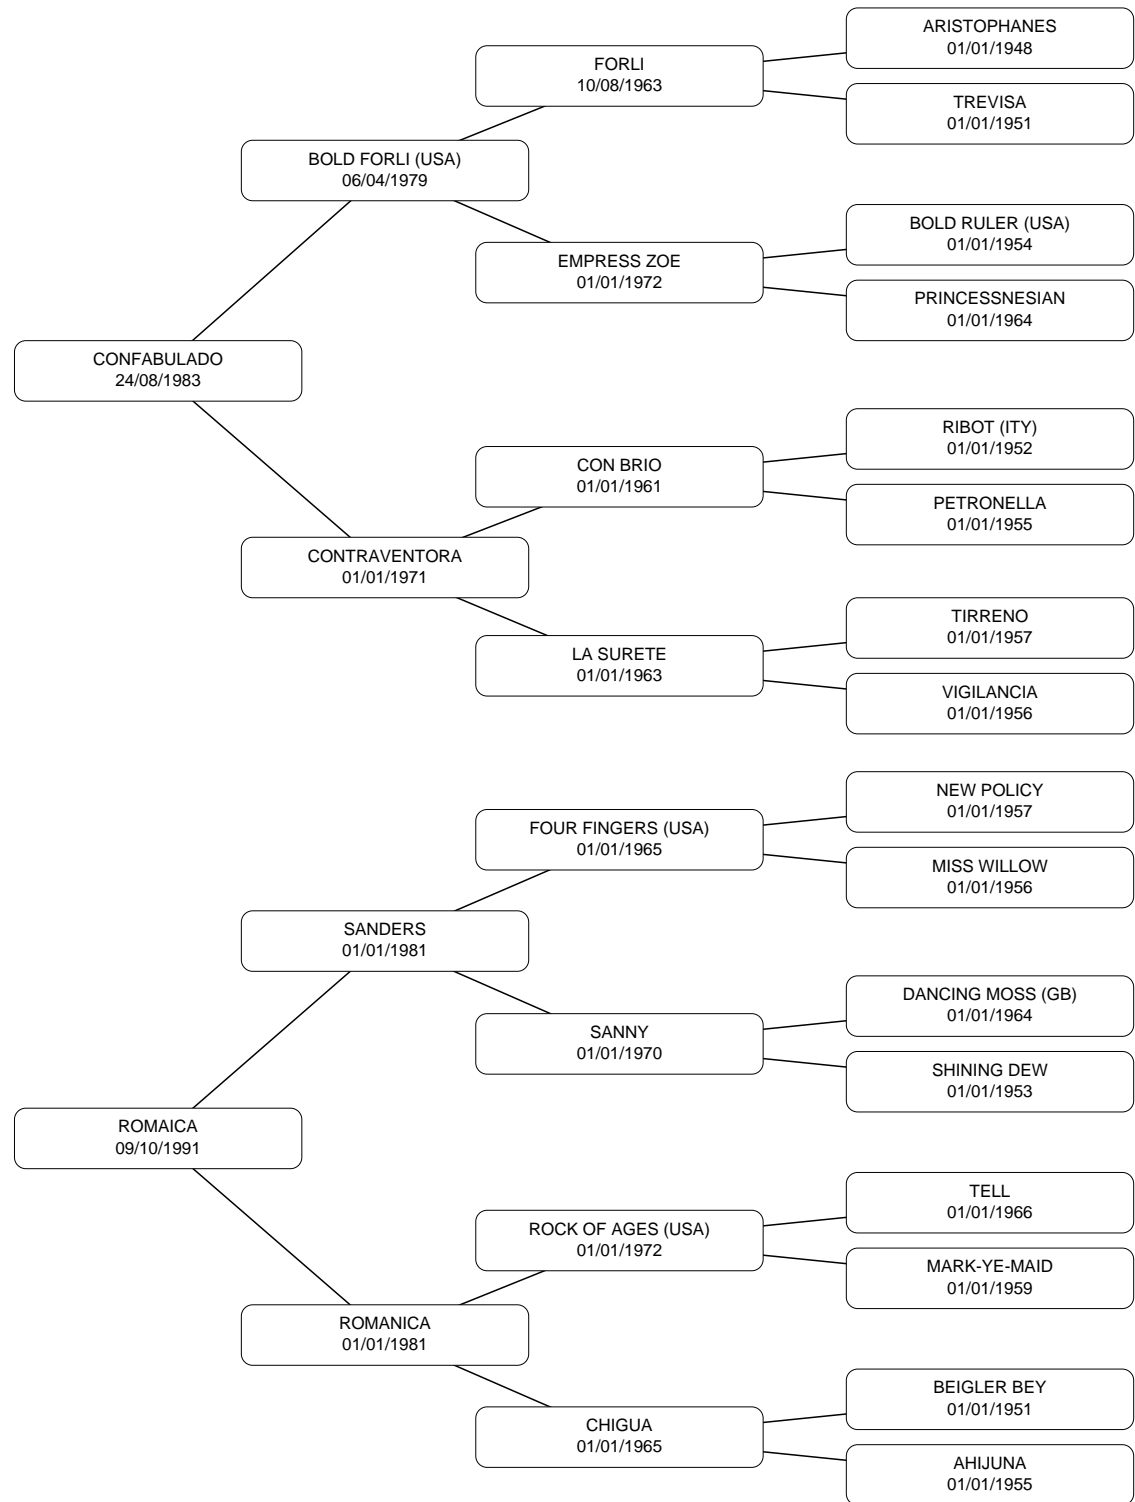 ARISTOPHANES
01/01/1948
FORLI
10/08/1963
TREVISA
01/01/1951
BOLD FORLI (USA)
06/04/1979
BOLD RULER (USA)
01/01/1954
EMPRESS ZOE
01/01/1972
PRINCESSNESIAN
01/01/1964
CONFABULADO
24/08/1983
RIBOT (ITY)
01/01/1952
CON BRIO
01/01/1961
PETRONELLA
01/01/1955
CONTRAVENTORA
01/01/1971
TIRRENO
01/01/1957
LA SURETE
01/01/1963
VIGILANCIA
01/01/1956
NEW POLICY
01/01/1957
FOUR FINGERS (USA)
01/01/1965
MISS WILLOW
01/01/1956
SANDERS
01/01/1981
DANCING MOSS (GB)
01/01/1964
SANNY
01/01/1970
SHINING DEW
01/01/1953
ROMAICA
09/10/1991
TELL
01/01/1966
ROCK OF AGES (USA)
01/01/1972
MARK-YE-MAID
01/01/1959
ROMANICA
01/01/1981
BEIGLER BEY
01/01/1951
CHIGUA
01/01/1965
AHIJUNA
01/01/1955